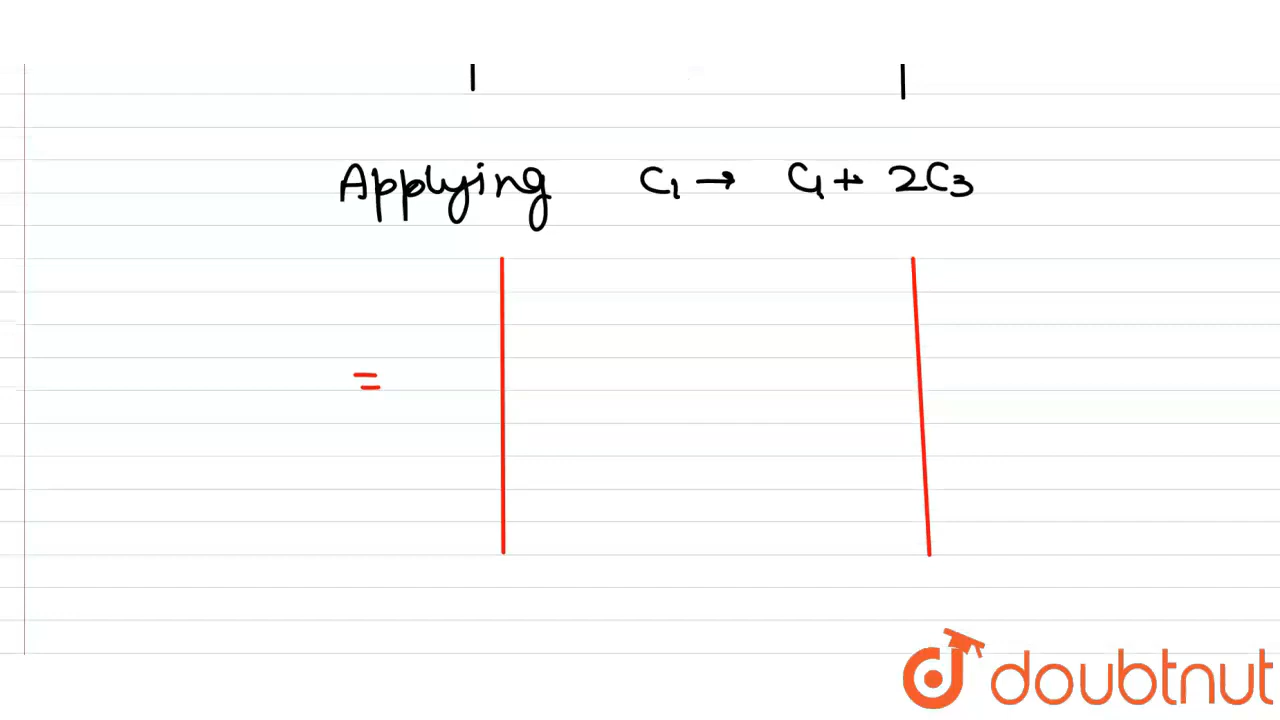 Applying C₁ → C₁ + 2C₃
=
doubtnut